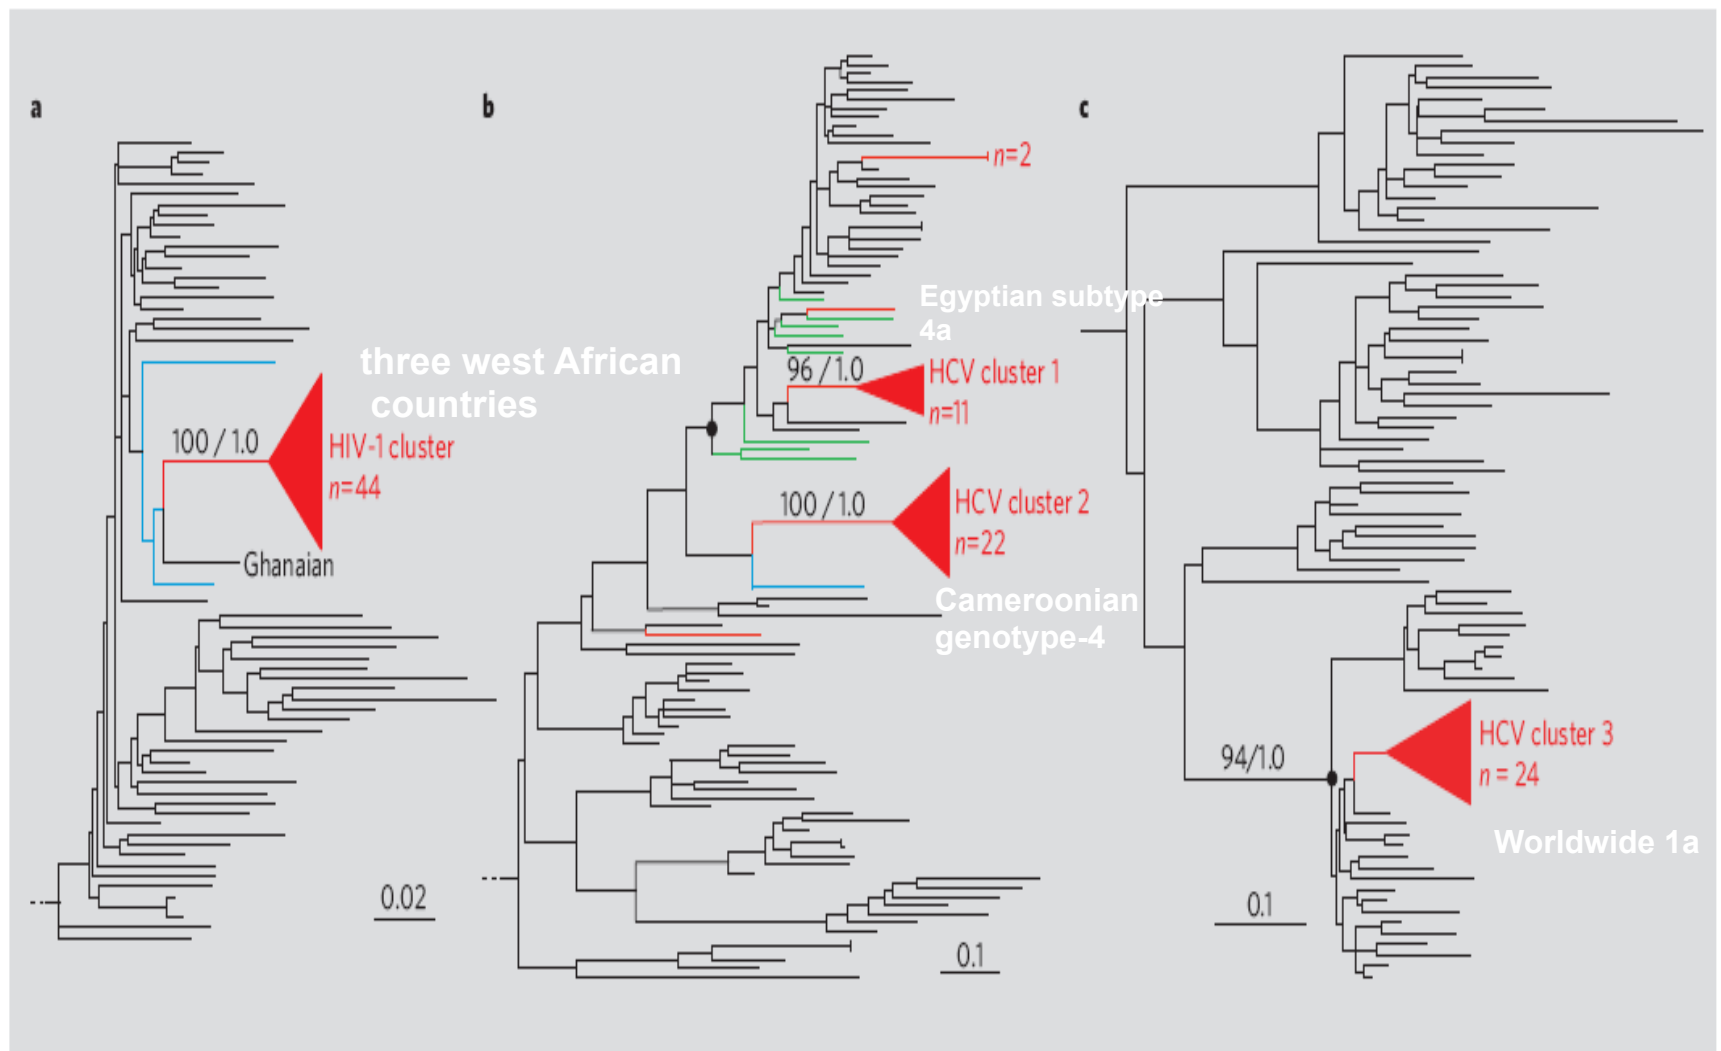 a
three west African
countries
100 / 1.0
HIV-1 cluster
n=44
Ghanaian
0.02
b
n=2
Egyptian subtype
4a
96 / 1.0
HCV cluster 1
n=11
100 / 1.0
HCV cluster 2
n=22
Cameroonian
genotype-4
0.1
c
94/1.0
HCV cluster 3
n = 24
Worldwide 1a
0.1